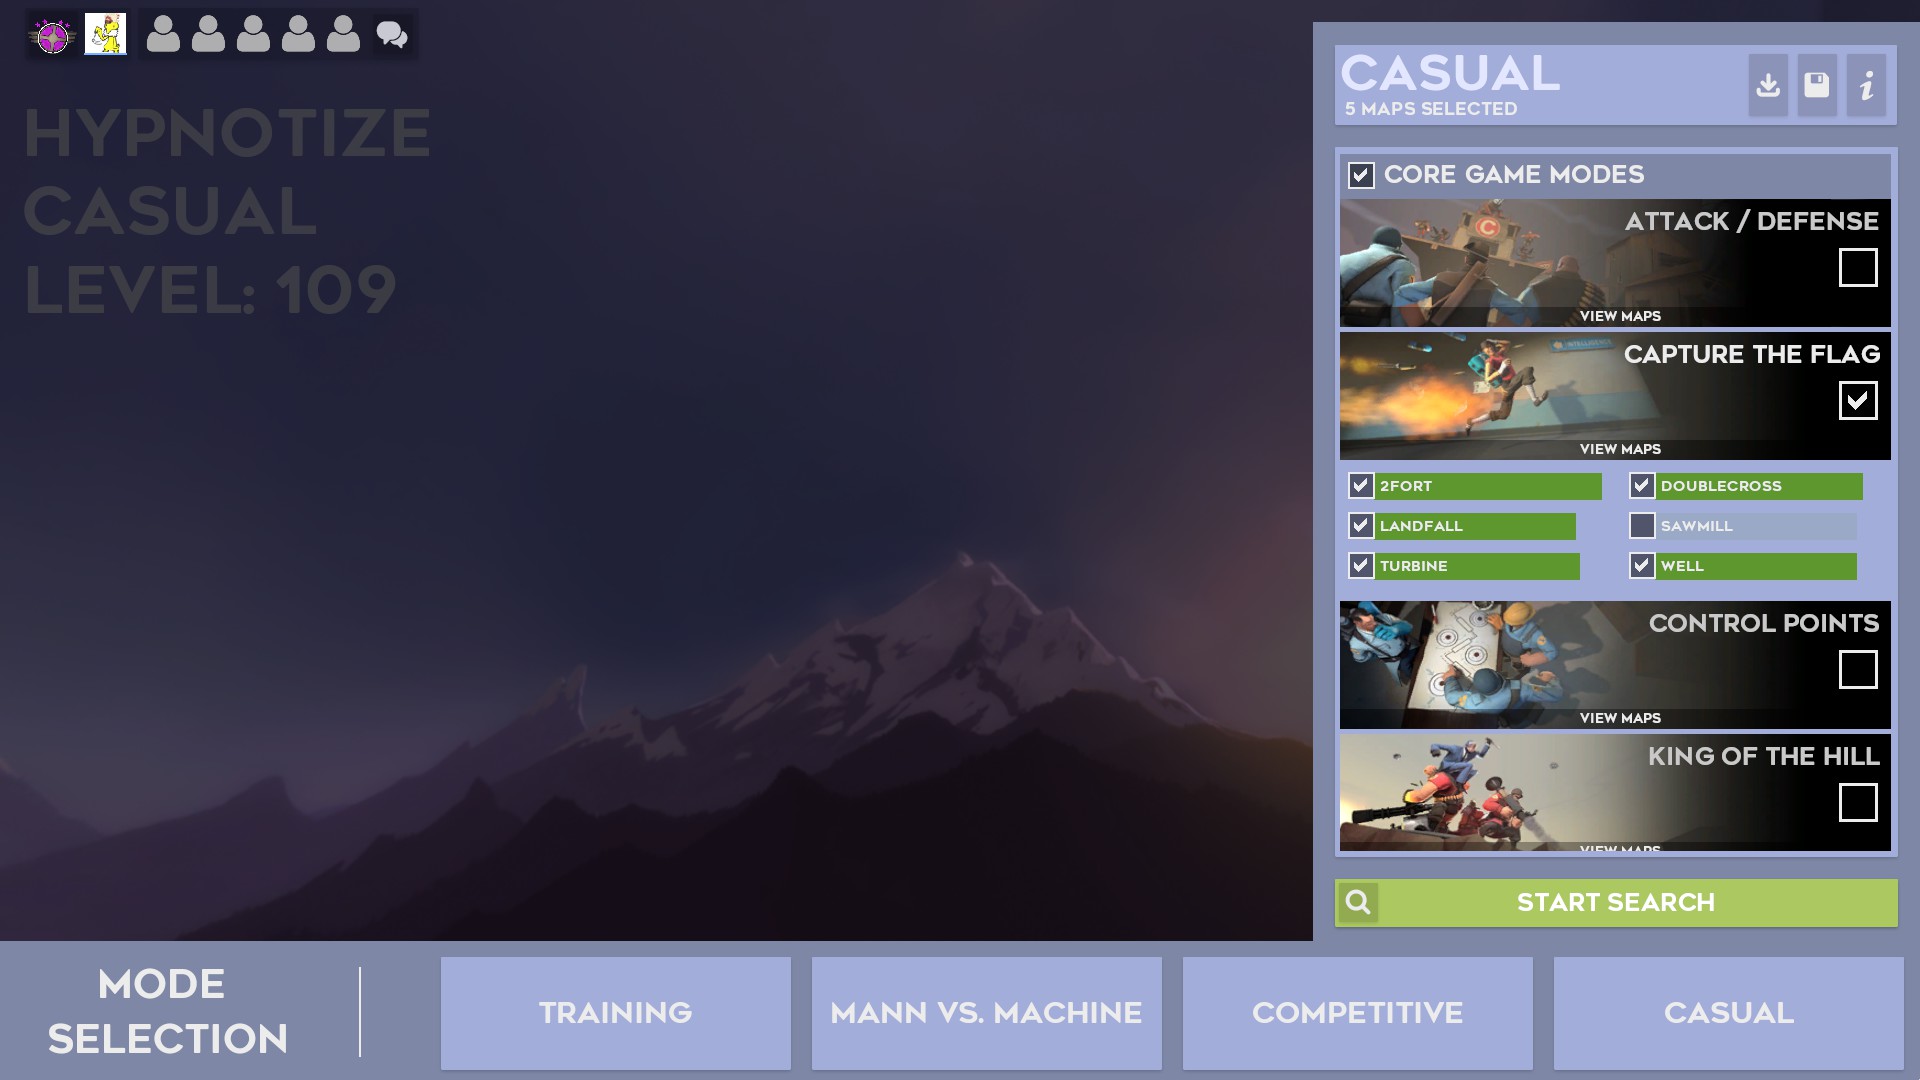 HYPNOTIZE
CASUAL
LEVEL: 109
CASUAL
5 MAPS SELECTED
CORE GAME MODES
ATTACK / DEFENSE
VIEW MAPS
CAPTURE THE FLAG
VIEW MAPS
2FORT
DOUBLECROSS
LANDFALL
SAWMILL
TURBINE
WELL
CONTROL POINTS
VIEW MAPS
KING OF THE HILL
VIEW MAPS
START SEARCH
MODE
SELECTION
TRAINING
MANN VS. MACHINE
COMPETITIVE
CASUAL